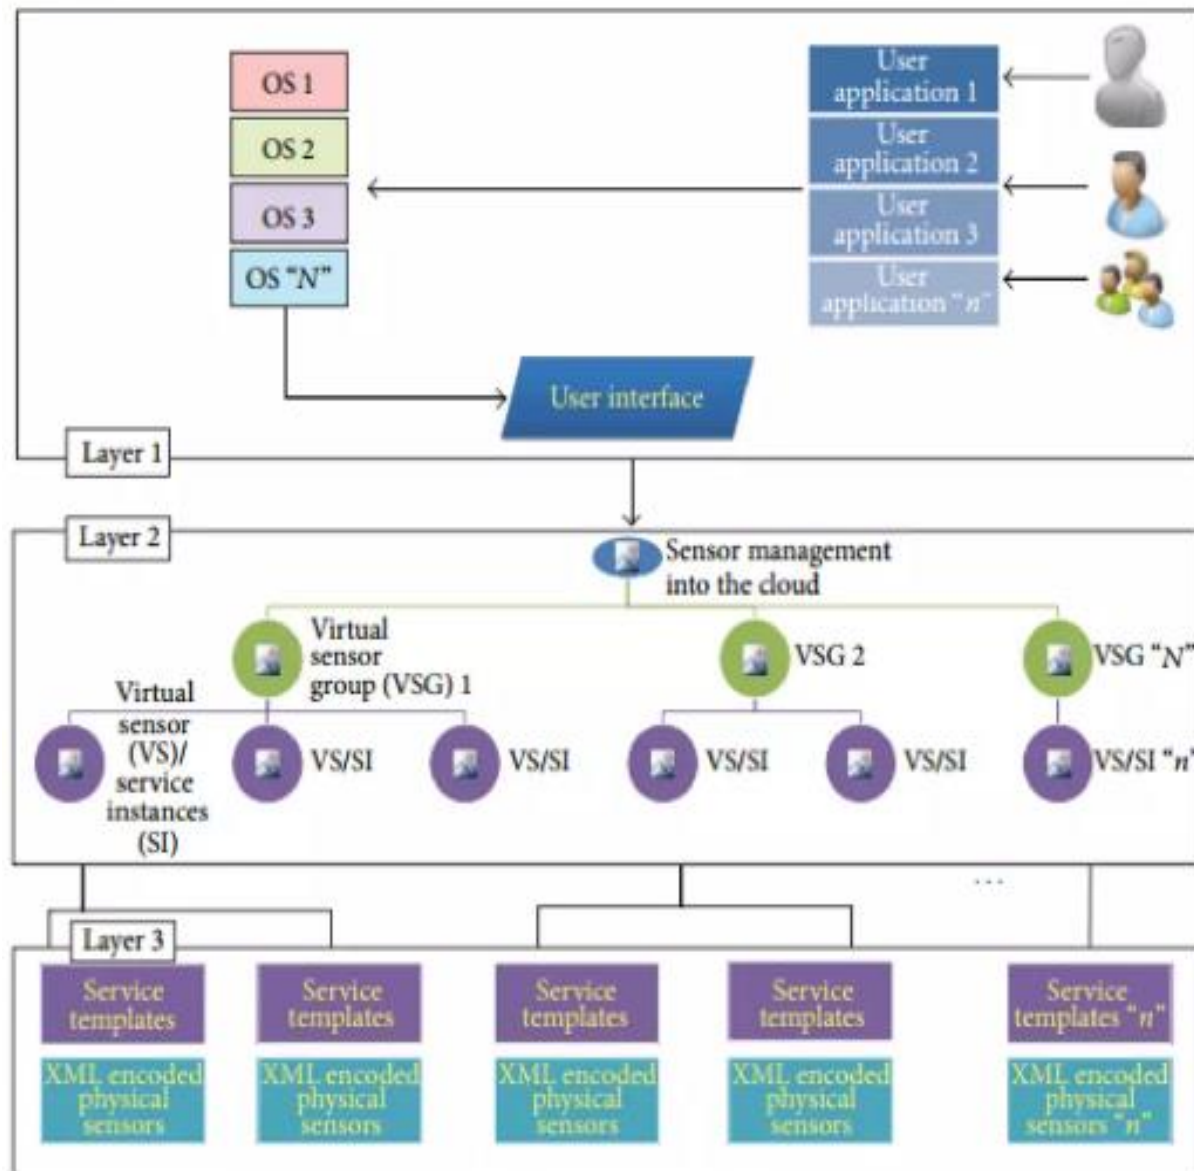 OS 1
OS 2
OS 3
OS “N”
User
application 1
User
application 2
User
application 3
User
application “n”
User interface
Layer 1
Layer 2
Sensor management
into the cloud
Virtual
sensor
group (VSG) 1
VSG 2
VSG “N”
Virtual
sensor
(VS)/
service
instances
(SI)
VS/SI
VS/SI
VS/SI
VS/SI
VS/SI “n”
...
Layer 3
Service
templates
Service
templates
Service
templates
Service
templates
Service
templates “n”
XML encoded
physical
sensors
XML encoded
physical
sensors
XML encoded
physical
sensors
XML encoded
physical
sensors
XML encoded
physical
sensors “n”